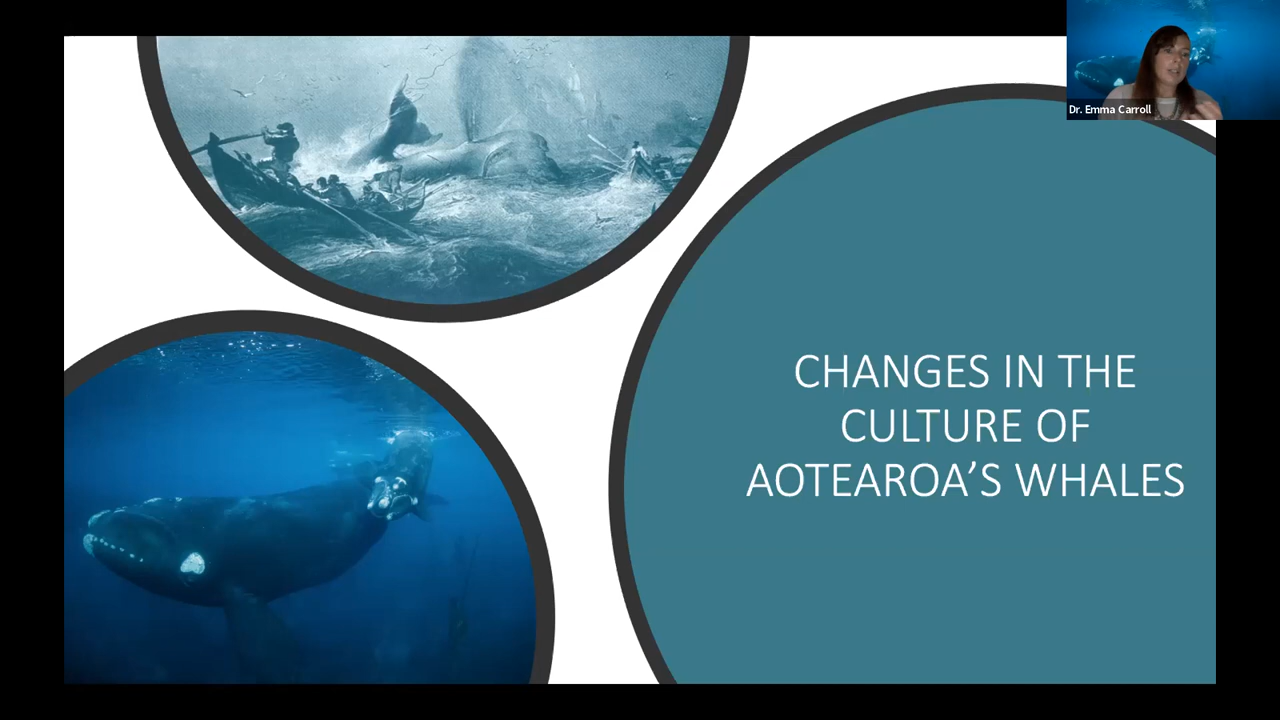 Dr. Emma Carroll
CHANGES IN THE
CULTURE OF
AOTEAROA’S WHALES